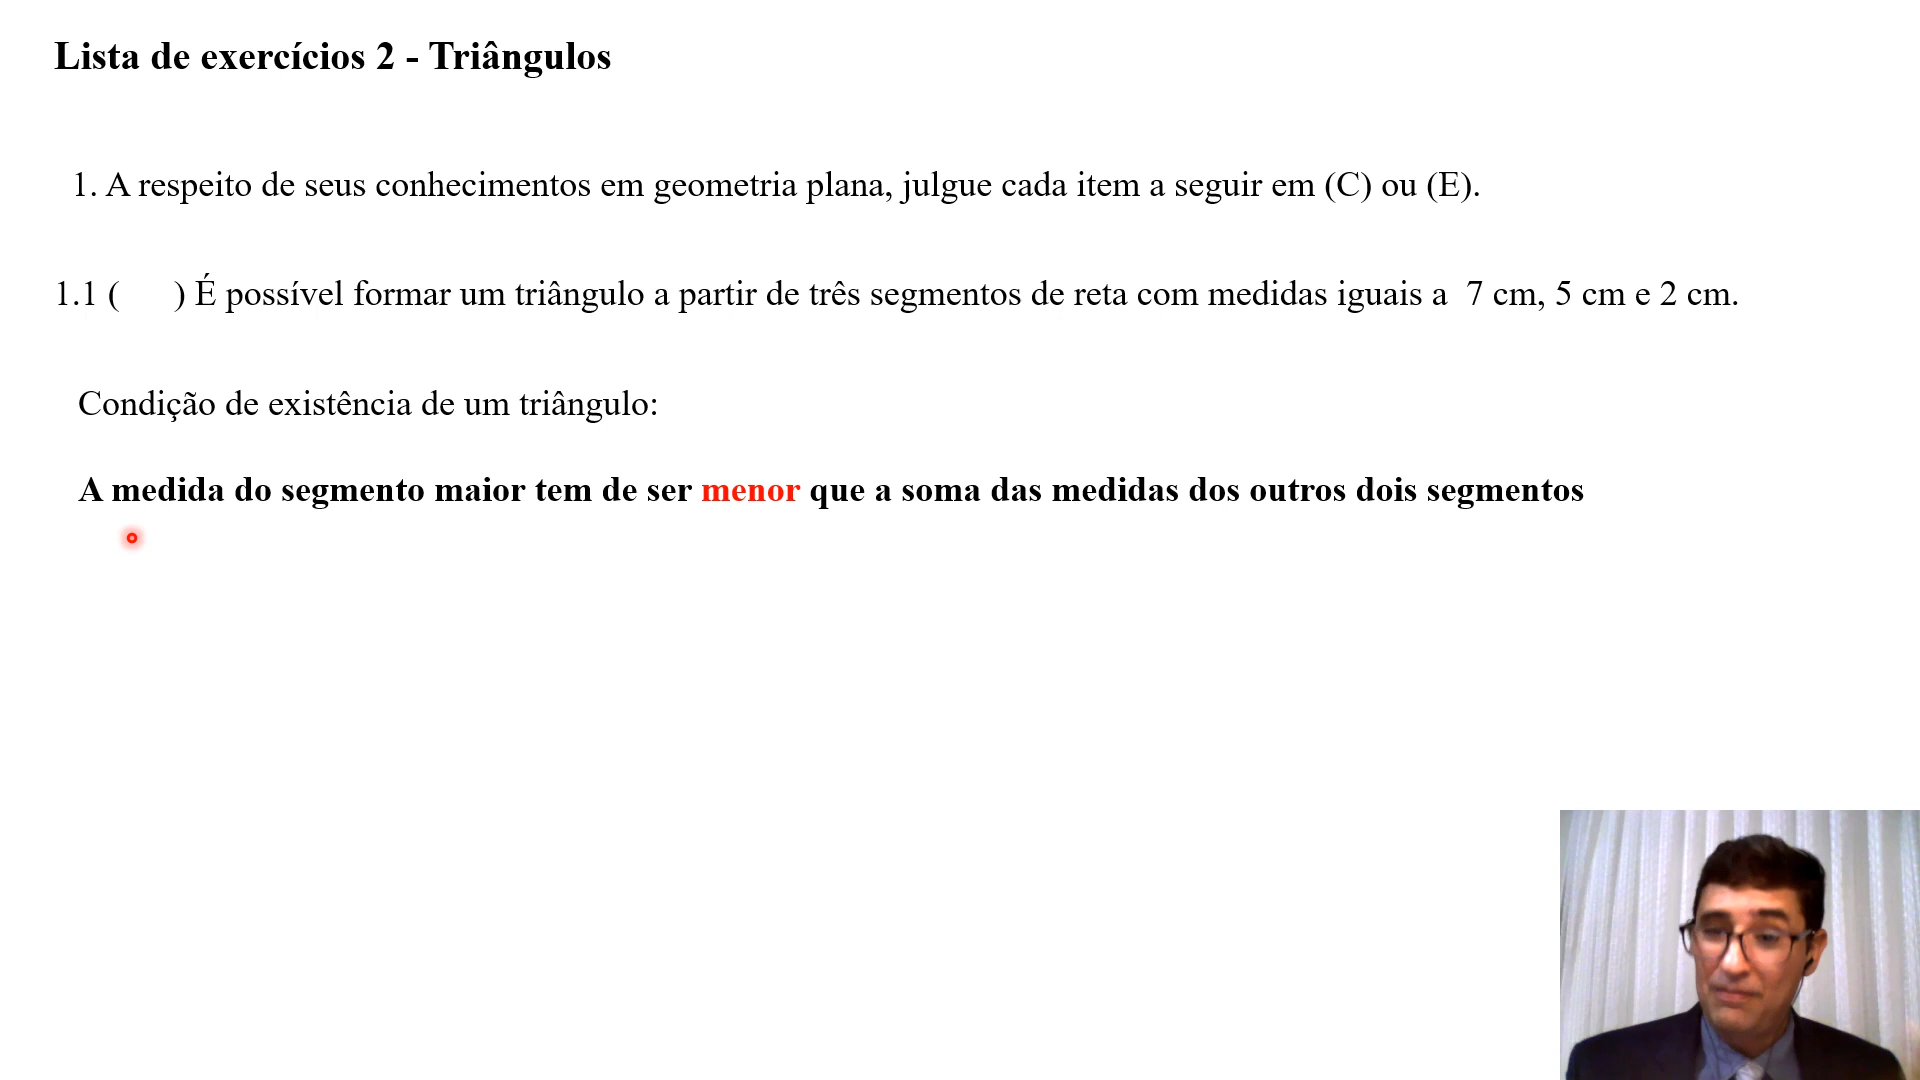 Lista de exercícios 2 - Triângulos
1. A respeito de seus conhecimentos em geometria plana, julgue cada item a seguir em (C) ou (E).
1.1 (     ) É possível formar um triângulo a partir de três segmentos de reta com medidas iguais a  7 cm, 5 cm e 2 cm.
Condição de existência de um triângulo:
A medida do segmento maior tem de ser menor que a soma das medidas dos outros dois segmentos